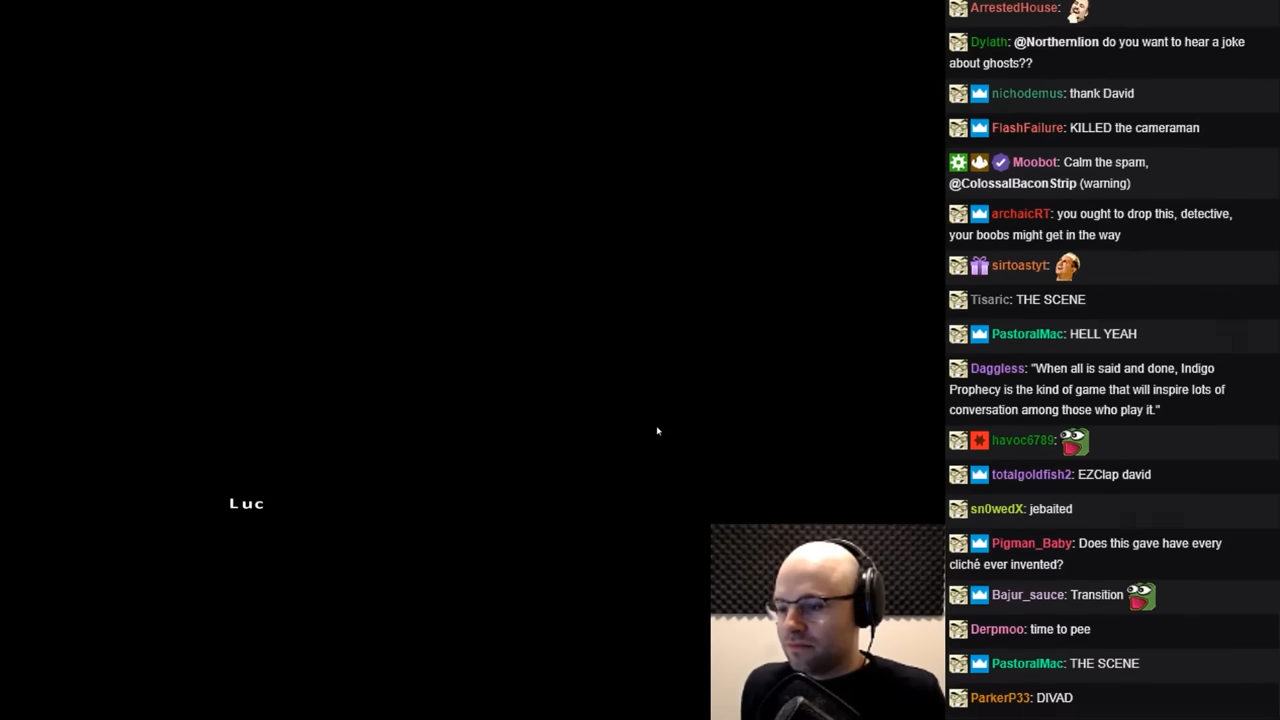 ArrestedHouse:
Dylath: @Northernlion do you want to hear a joke
about ghosts??
nichodemus: thank David
FlashFailure: KILLED the cameraman
Moobot: Calm the spam,
@ColossalBaconStrip (warning)
archaicRT: you ought to drop this, detective,
your boobs might get in the way
sirtoastyt:
Tisaric: THE SCENE
PastoralMac: HELL YEAH
Daggless: "When all is said and done, Indigo
Prophecy is the kind of game that will inspire lots of
conversation among those who play it."
havoc6789:
totalgoldfish2: EZClap david
sn0wedX: jebaited
Pigman_Baby: Does this gave have every
cliché ever invented?
Bajur_sauce: Transition
Derpmoo: time to pee
PastoralMac: THE SCENE
ParkerP33: DIVAD
Luc